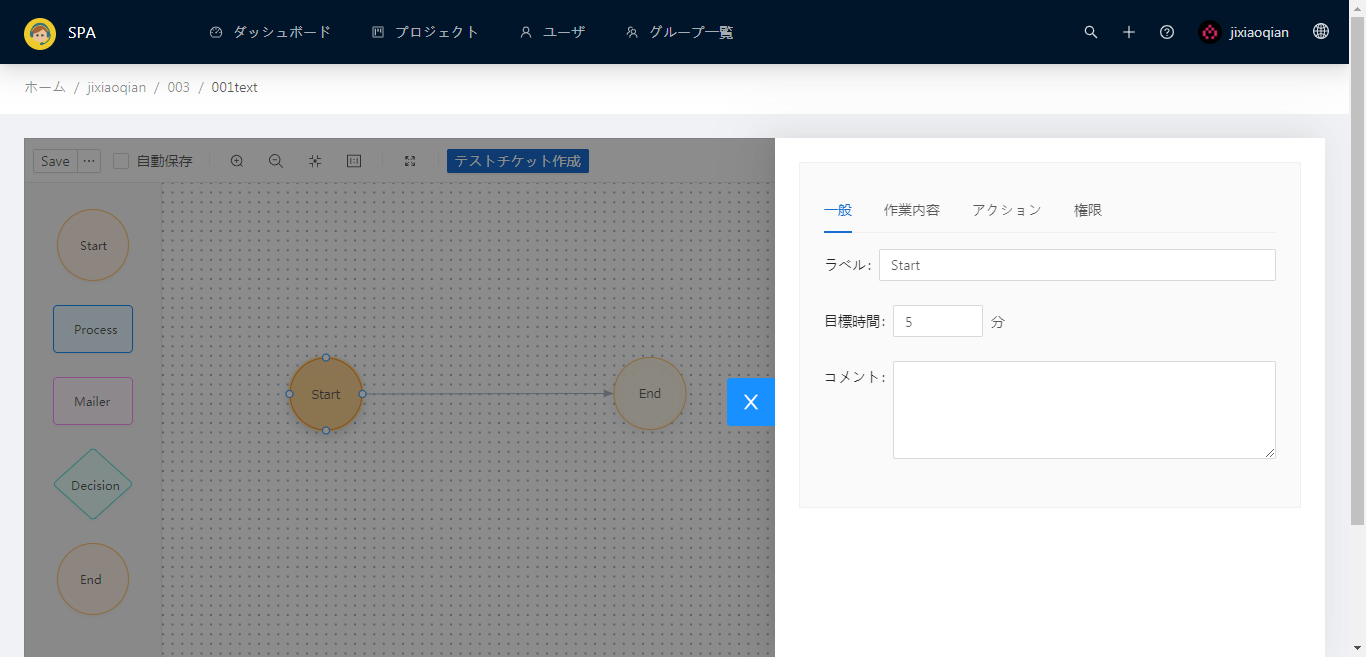 SPA ダッシュボード プロジェクト ユーザ グループ一覧 jixiaoqian
ホーム / jixiaoqian / 003 / 001text
Save ··· 自動保存 テストチケット作成
Start
Process
Mailer
Decision
End
Start
End
X
一般 作業内容 アクション 権限
ラベル: Start
目標時間: 5 分
コメント: